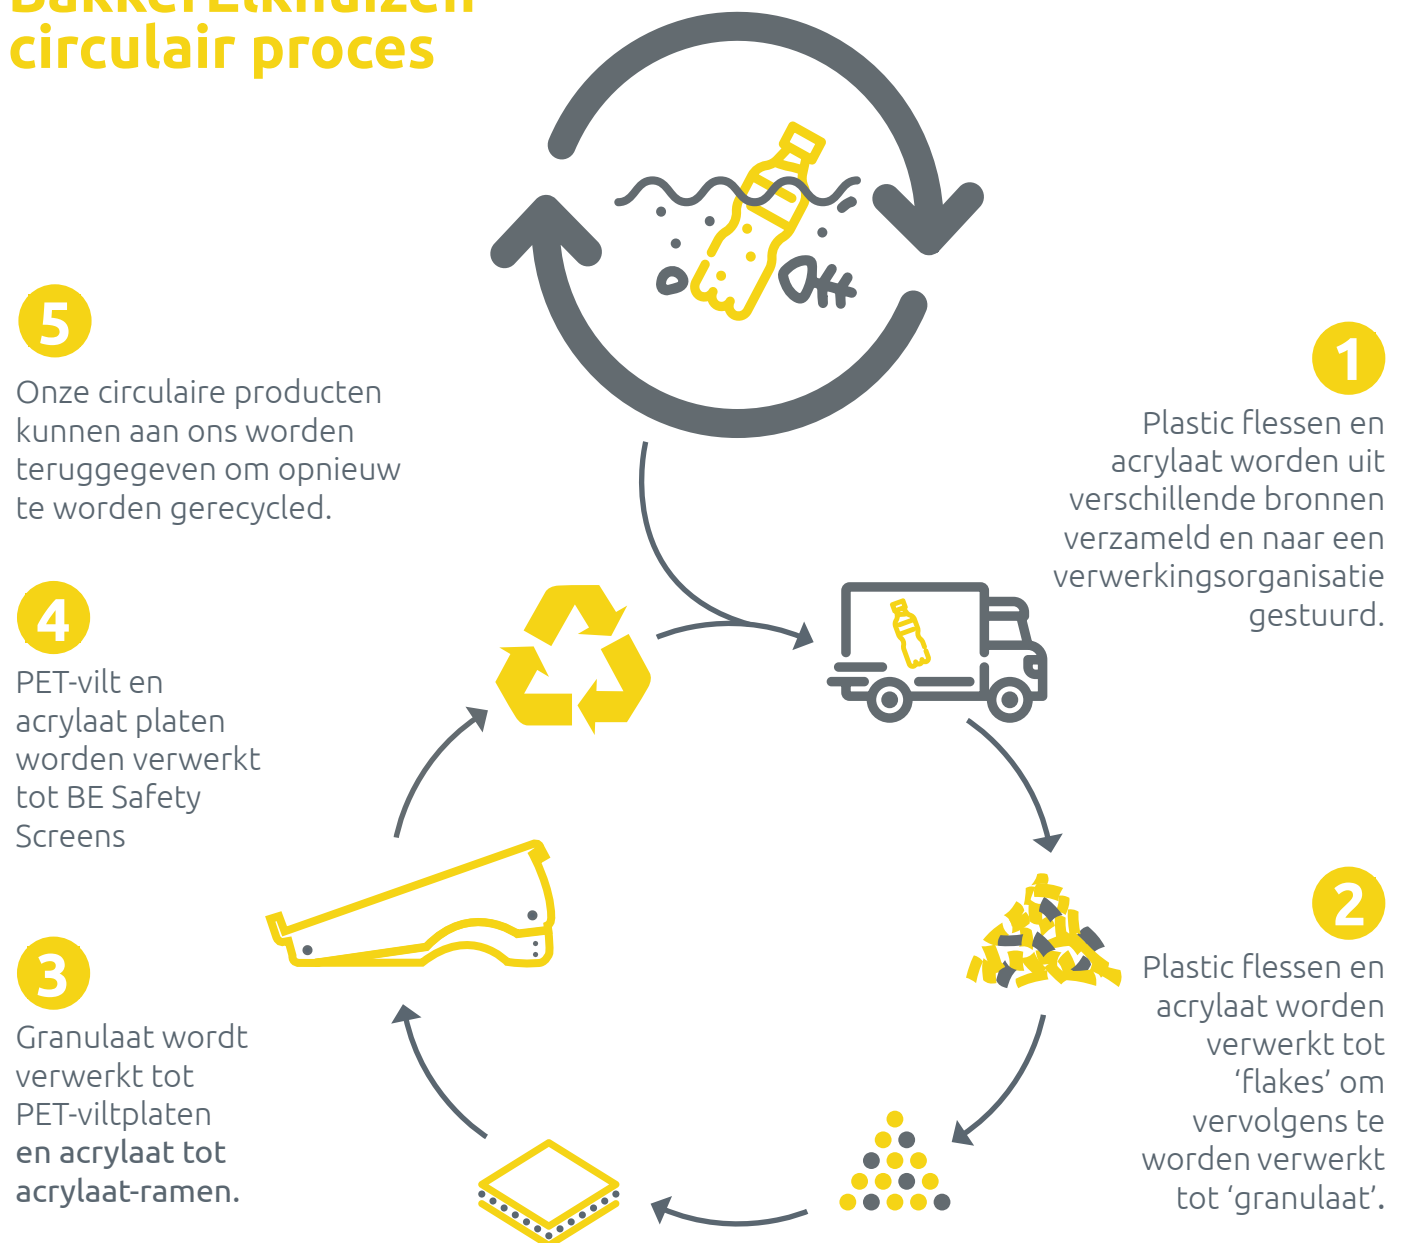 BakkerElkhuizen
circulair proces
1
Plastic flessen en
acrylaat worden uit
verschillende bronnen
verzameld en naar een
verwerkingsorganisatie
gestuurd.
2
Plastic flessen en
acrylaat worden
verwerkt tot
‘flakes’ om
vervolgens te
worden verwerkt
tot ‘granulaat’.
3
Granulaat wordt
verwerkt tot
PET-viltplaten
en acrylaat tot
acrylaat-ramen.
4
PET-vilt en
acrylaat platen
worden verwerkt
tot BE Safety
Screens
5
Onze circulaire producten
kunnen aan ons worden
teruggegeven om opnieuw
te worden gerecycled.